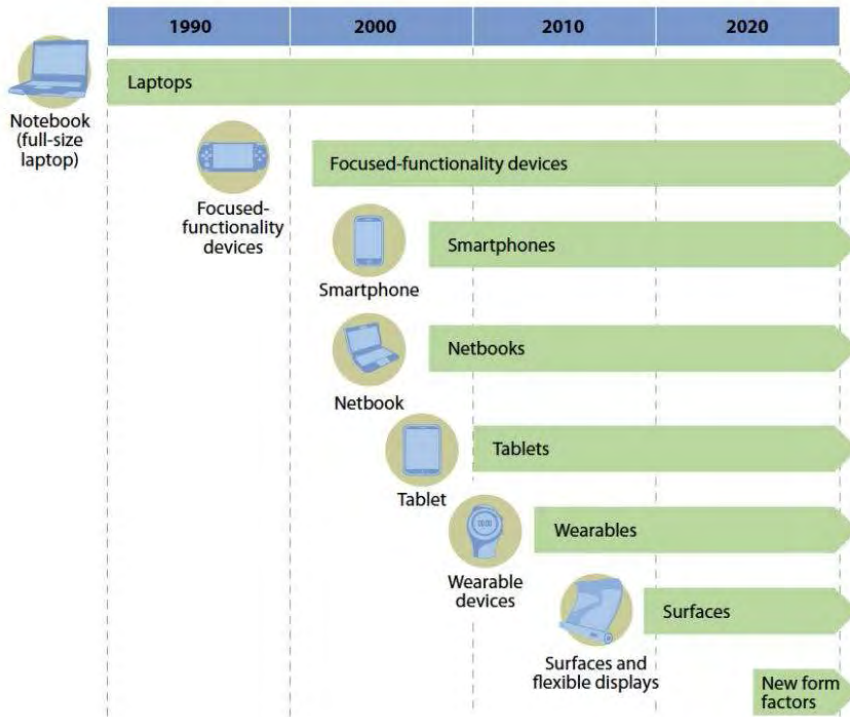 1990 2000 2010 2020
Laptops
Notebook
(full-size
laptop)
Focused-functionality devices
Focused-
functionality
devices
Smartphones
Smartphone
Netbooks
Netbook
Tablets
Tablet
Wearables
Wearable
devices
Surfaces
Surfaces and
flexible displays
New form
factors